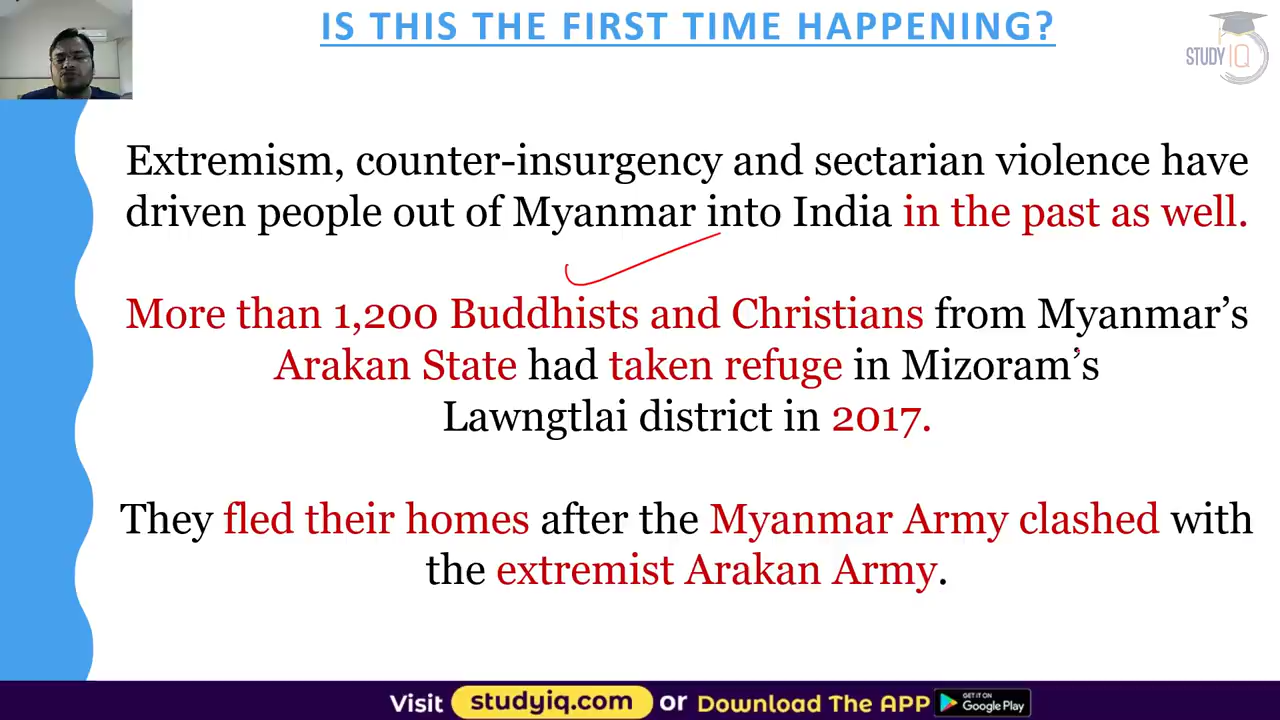 IS THIS THE FIRST TIME HAPPENING?
STUDY IQ
Extremism, counter-insurgency and sectarian violence have
driven people out of Myanmar into India in the past as well.
More than 1,200 Buddhists and Christians from Myanmar’s
Arakan State had taken refuge in Mizoram’s
Lawngtlai district in 2017.
They fled their homes after the Myanmar Army clashed with
the extremist Arakan Army.
Visit studyiq.com or Download The APP GET IT ON Google Play